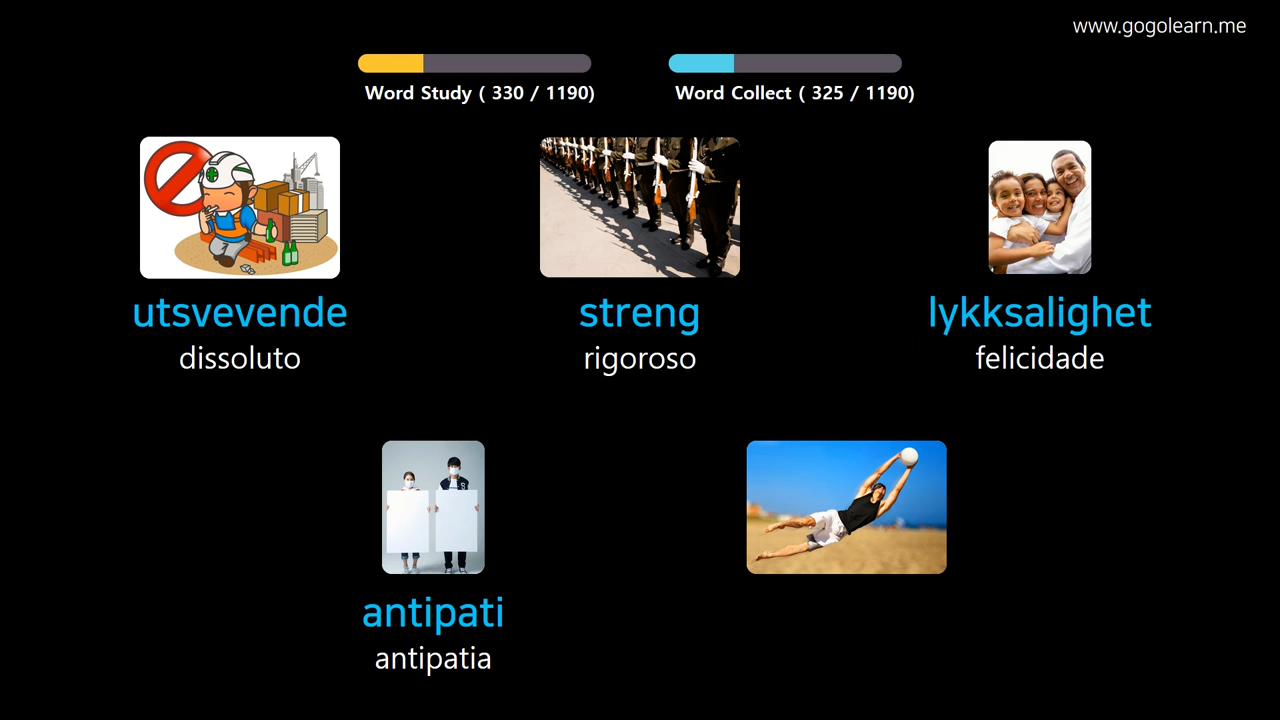 www.gogolearn.me
Word Study ( 330 / 1190)
Word Collect ( 325 / 1190)
utsvevende
dissoluto
streng
rigoroso
lykksalighet
felicidade
antipati
antipatia